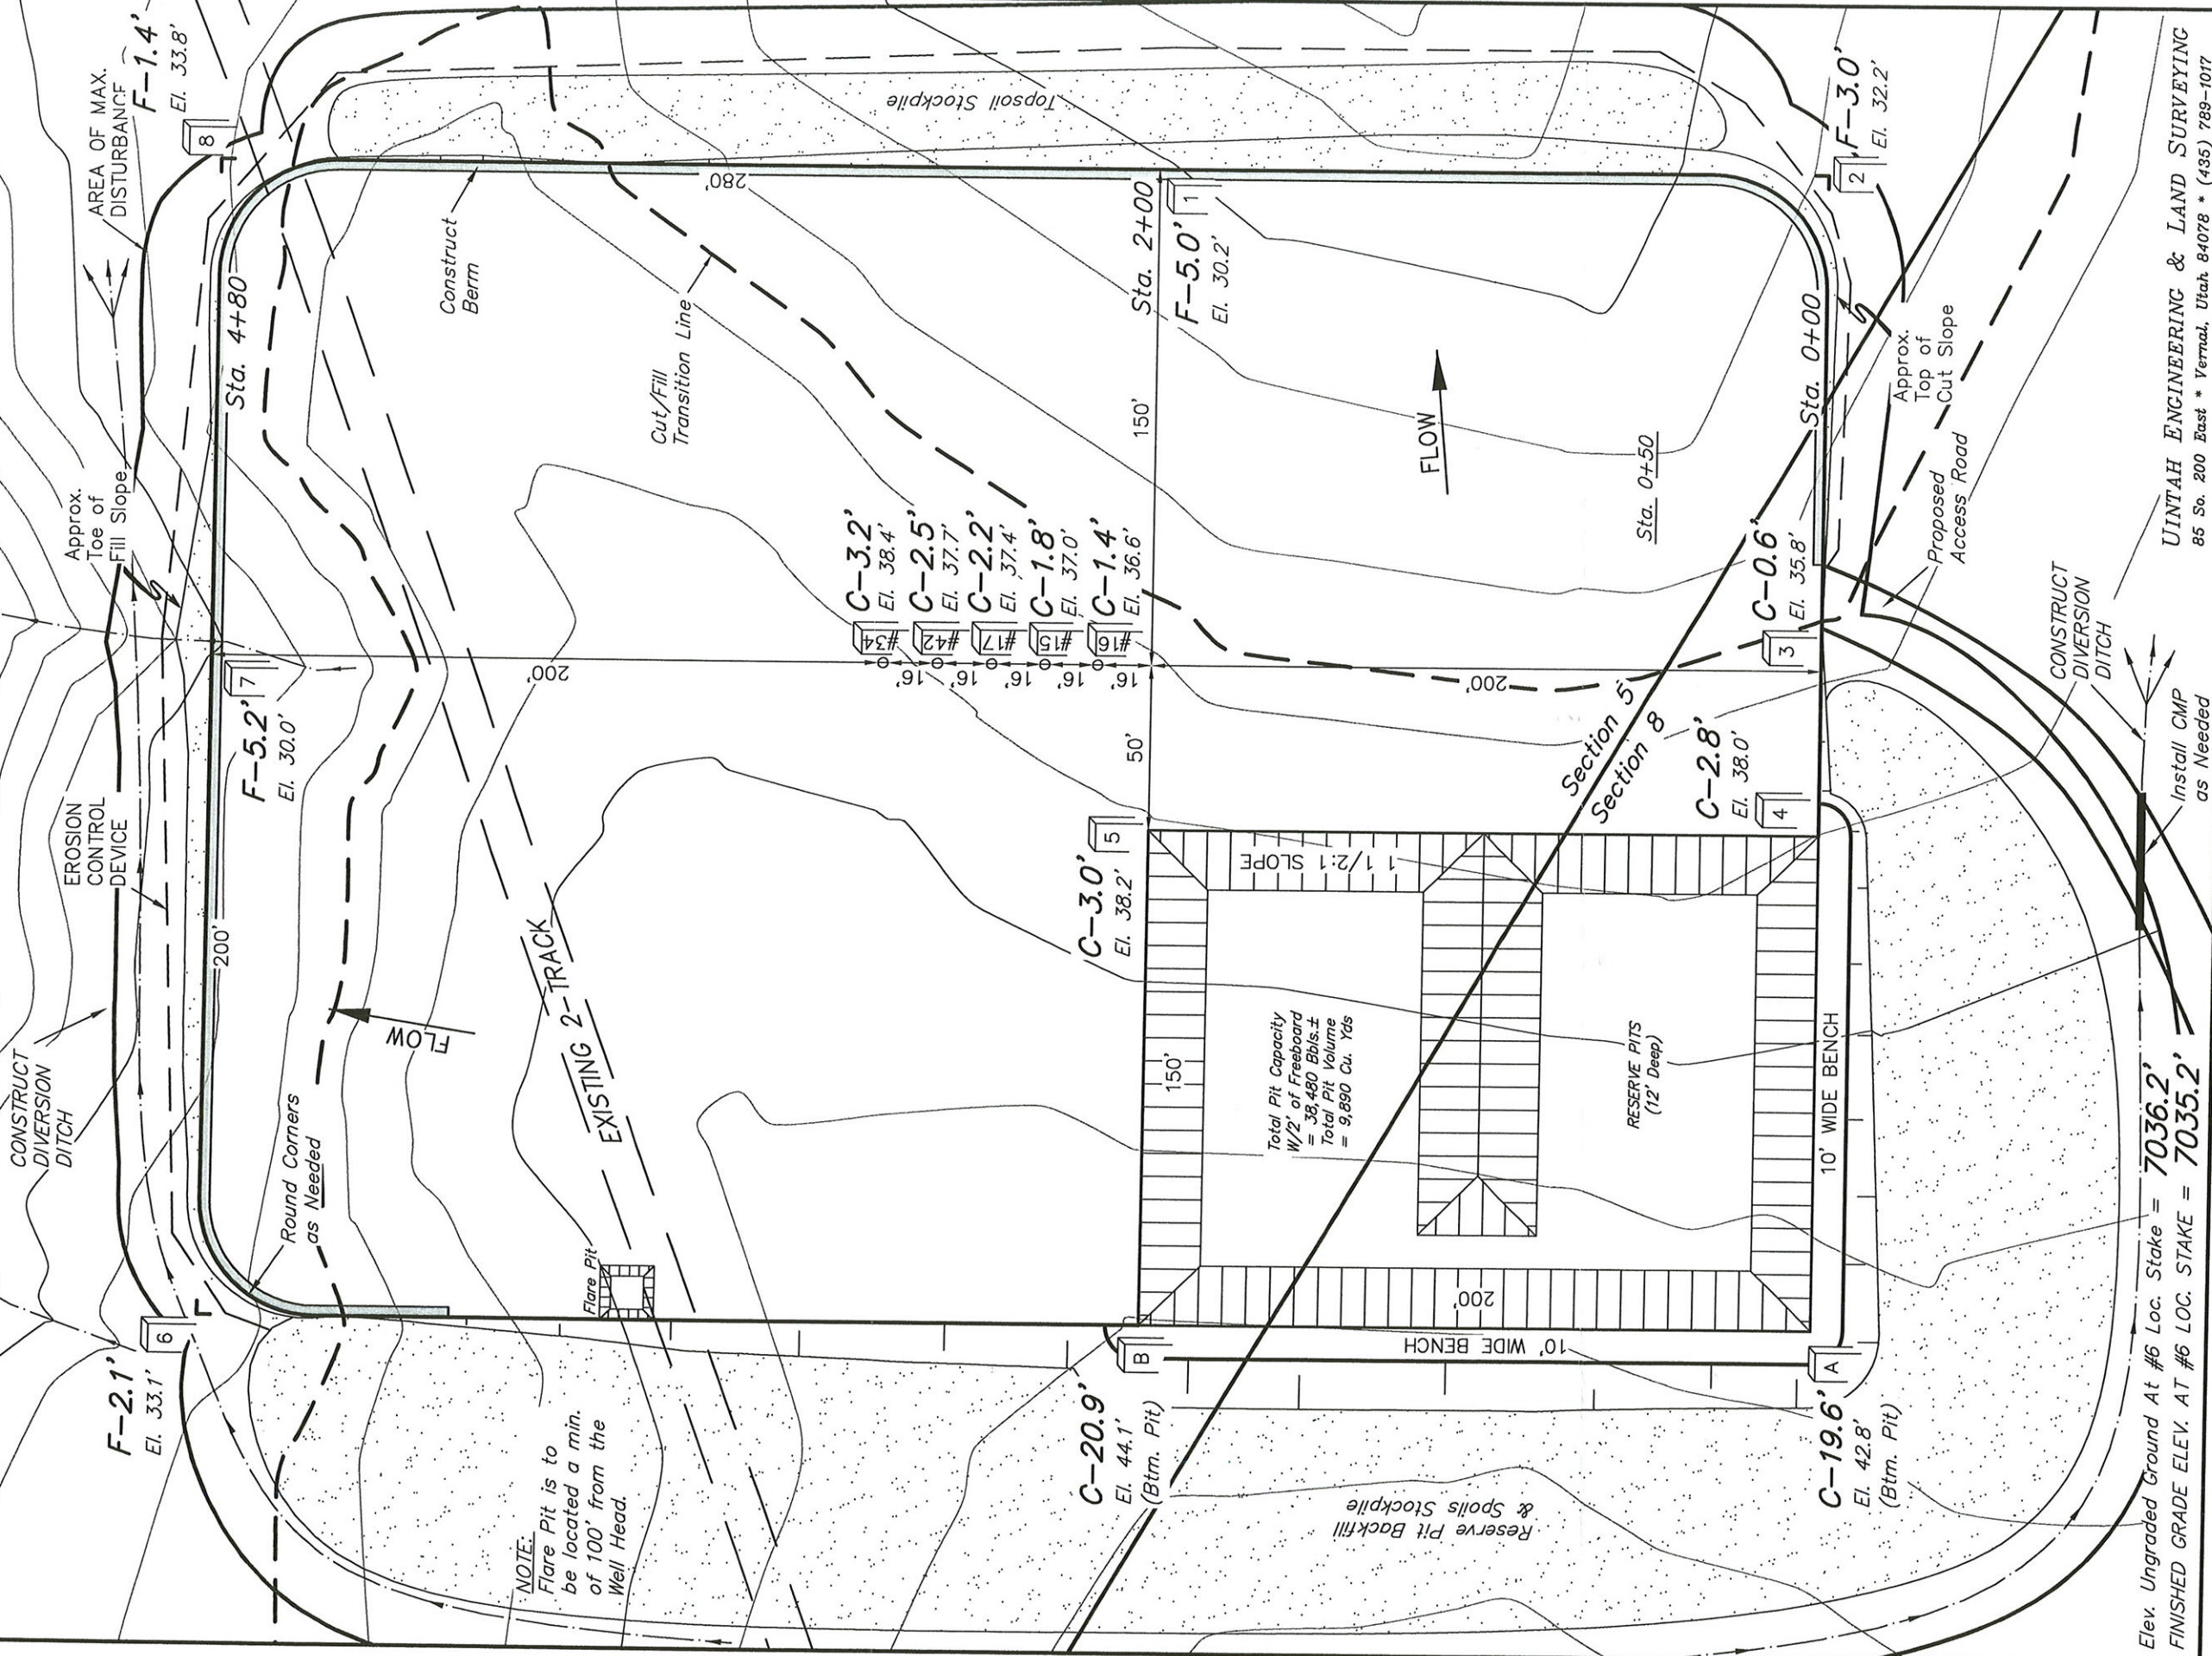 AREA OF MAX.
DISTURBANCE
F-1.4'
El. 33.8'
8
Topsoil Stockpile
F-3.0'
El. 32.2'
2
Sta. 4+80
Construct
Berm
280'
Cut/Fill
Transition Line
Sta. 2+00
1
F-5.0'
El. 30.2'
150'
FLOW
Sta. 0+50
Sta. 0+00
Approx.
Top of
Cut Slope
Proposed
Access Road
Approx.
Toe of
Fill Slope
7
F-5.2'
El. 30.0'
200'
C-3.2'
El. 38.4'
#34
C-2.5'
El. 37.7'
#42
C-2.2'
El. 37.4'
#17
C-1.8'
El. 37.0'
#15
C-1.4'
El. 36.6'
#16
16'
16'
16'
16'
16'
200'
C-0.6'
El. 35.8'
3
CONSTRUCT
DIVERSION
DITCH
Install CMP
as Needed
EROSION
CONTROL
DEVICE
200'
50'
5
C-3.0'
El. 38.2'
Section 5
Section 8
C-2.8'
El. 38.0'
4
1 1/2:1 SLOPE
CONSTRUCT
DIVERSION
DITCH
FLOW
EXISTING 2-TRACK
Round Corners
as Needed
Flare Pit
150'
Total Pit Capacity
W/2' of Freeboard
= 38,480 Bbls.±
Total Pit Volume
= 9,890 Cu. Yds
RESERVE PITS
(12' Deep)
10' WIDE BENCH
200'
10' WIDE BENCH
6
F-2.1'
El. 33.1'
NOTE:
Flare Pit is to
be located a min.
of 100' from the
Well Head.
B
C-20.9'
El. 44.1'
(Btm. Pit)
Reserve Pit Backfill
& Spoils Stockpile
A
C-19.6'
El. 42.8'
(Btm. Pit)
Elev. Ungraded Ground At #6 Loc. Stake = 7036.2'
FINISHED GRADE ELEV. AT #6 LOC. STAKE = 7035.2'
UINTAH ENGINEERING & LAND SURVEYING
85 So. 200 East * Vernal, Utah 84078 * (435) 789-1017